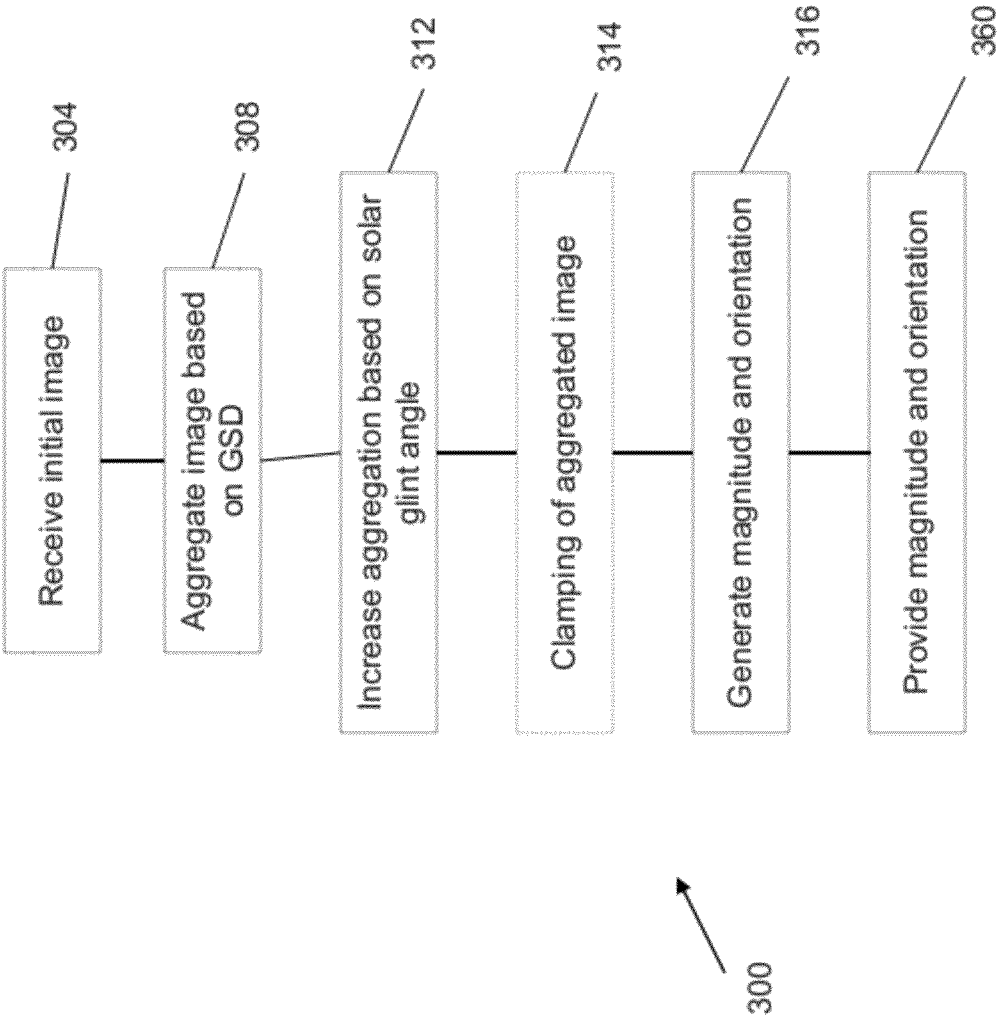 Receive initial image
304
Aggregate image based
on GSD
308
Increase aggregation based on solar
glint angle
312
Clamping of aggregated image
314
Generate magnitude and orientation
316
Provide magnitude and orientation
360
300